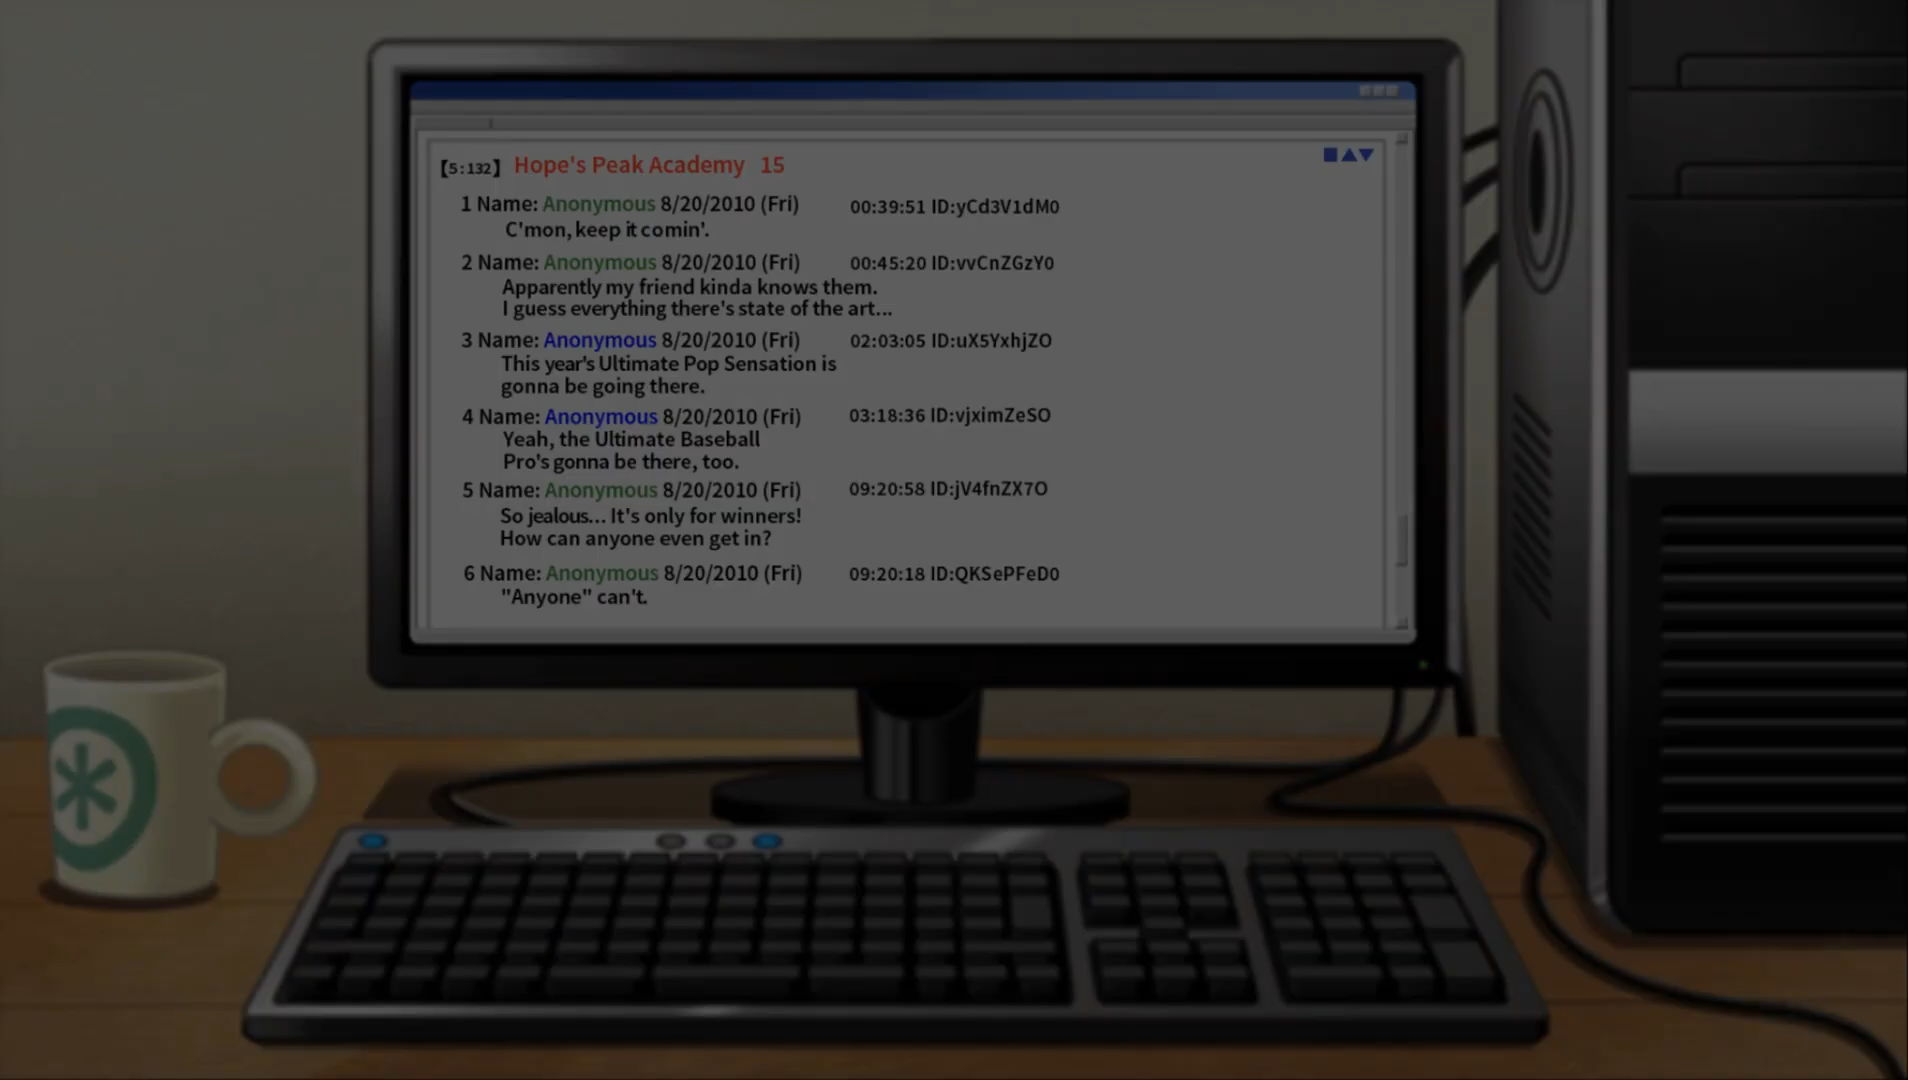 【5:132】 Hope's Peak Academy 15
1 Name: Anonymous 8/20/2010 (Fri) 00:39:51 ID:yCd3V1dM0
C'mon, keep it comin'.
2 Name: Anonymous 8/20/2010 (Fri) 00:45:20 ID:vvCnZGzY0
Apparently my friend kinda knows them.
I guess everything there's state of the art...
3 Name: Anonymous 8/20/2010 (Fri) 02:03:05 ID:uX5YxhjZO
This year's Ultimate Pop Sensation is
gonna be going there.
4 Name: Anonymous 8/20/2010 (Fri) 03:18:36 ID:vjximZeSO
Yeah, the Ultimate Baseball
Pro's gonna be there, too.
5 Name: Anonymous 8/20/2010 (Fri) 09:20:58 ID:jV4fnZX7O
So jealous... It's only for winners!
How can anyone even get in?
6 Name: Anonymous 8/20/2010 (Fri) 09:20:18 ID:QKSePFeD0
"Anyone" can't.